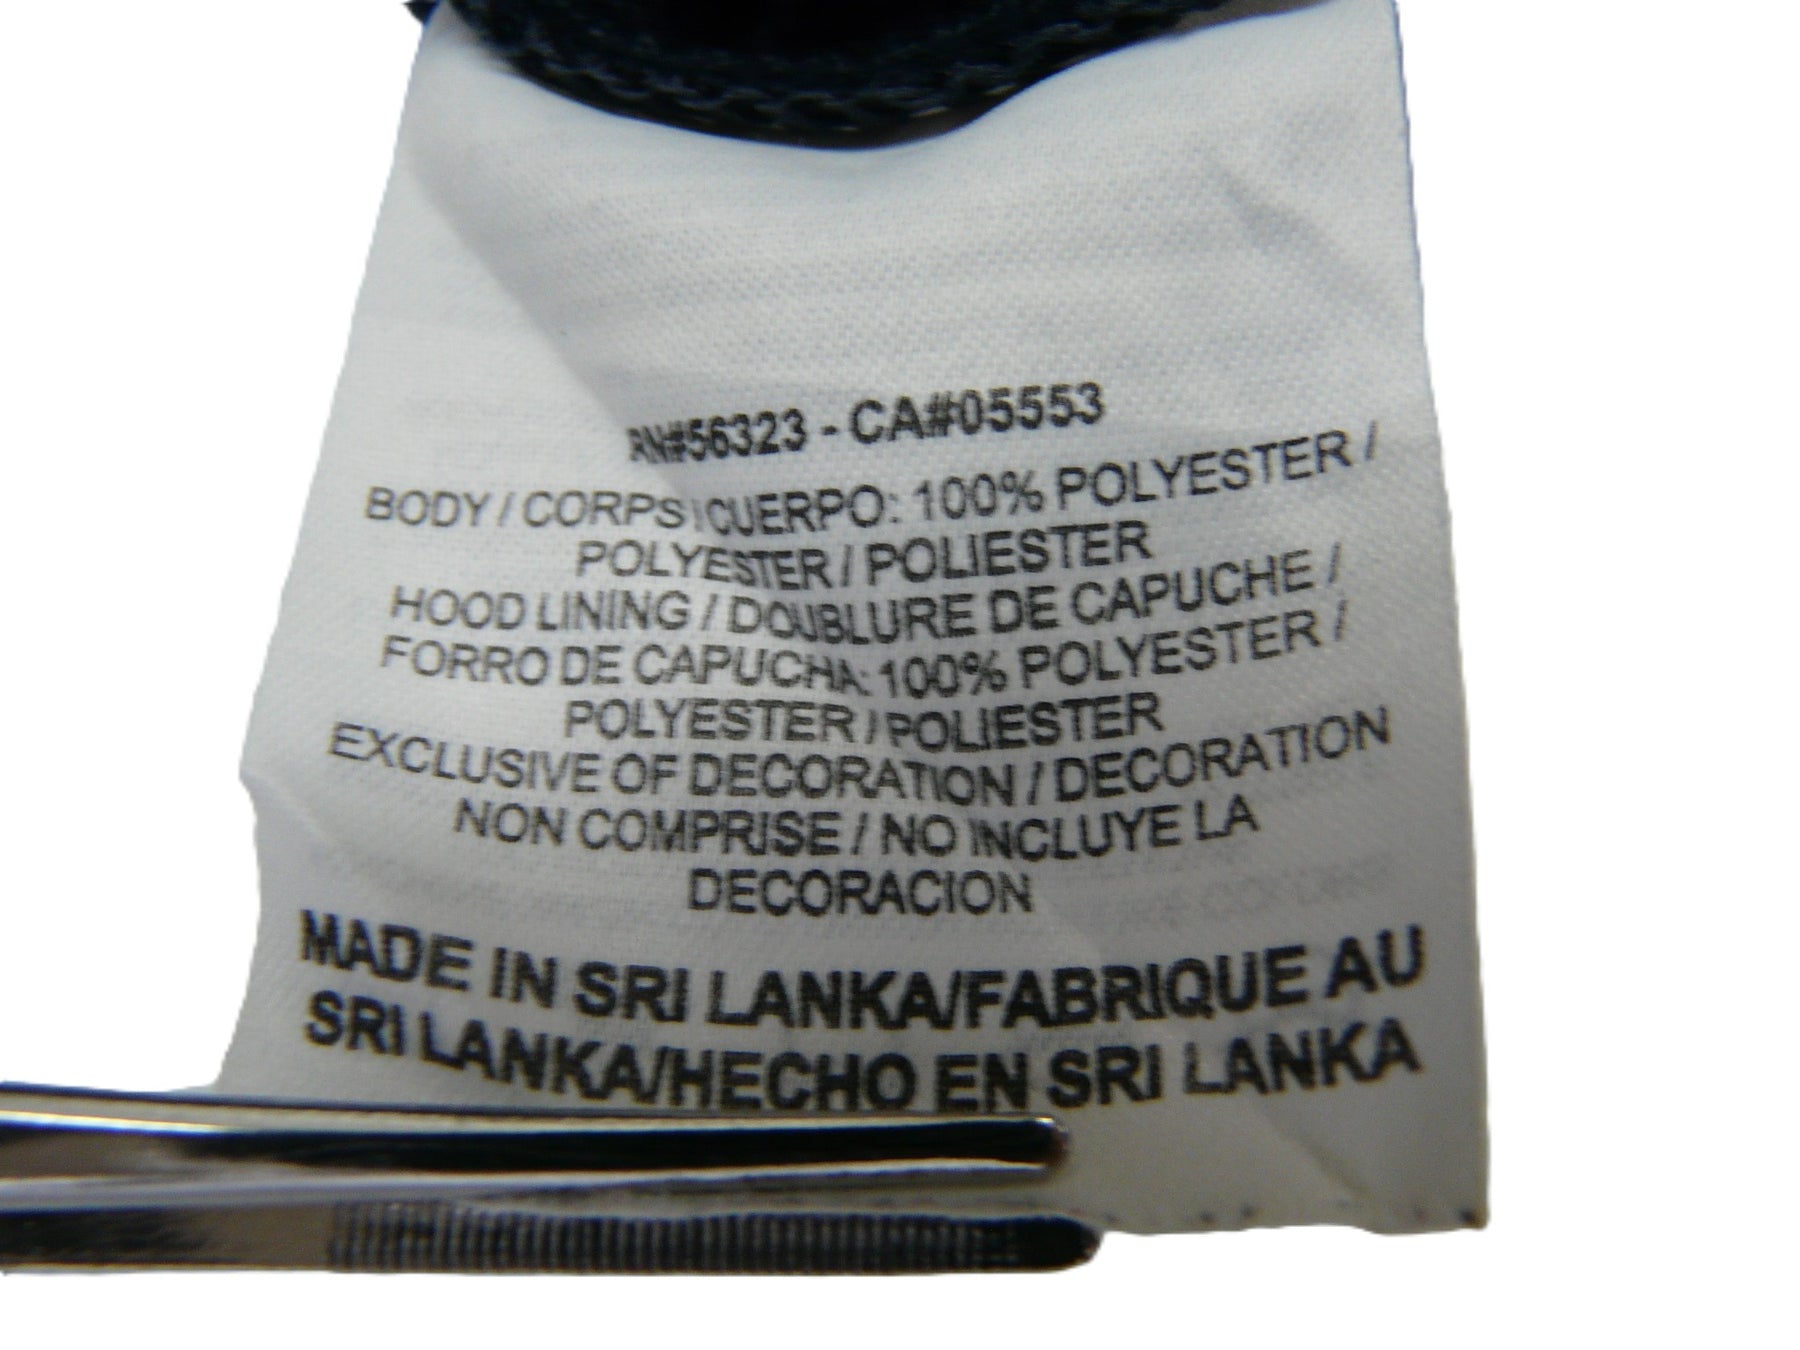 RN#56323 - CA#05553
BODY / CORPS / CUERPO: 100% POLYESTER /
POLYESTER / POLIESTER
HOOD LINING / DOUBLURE DE CAPUCHE /
FORRO DE CAPUCHA: 100% POLYESTER /
POLYESTER / POLIESTER
EXCLUSIVE OF DECORATION / DECORATION
NON COMPRISE / NO INCLUYE LA
DECORACION
MADE IN SRI LANKA/FABRIQUE AU
SRI LANKA/HECHO EN SRI LANKA